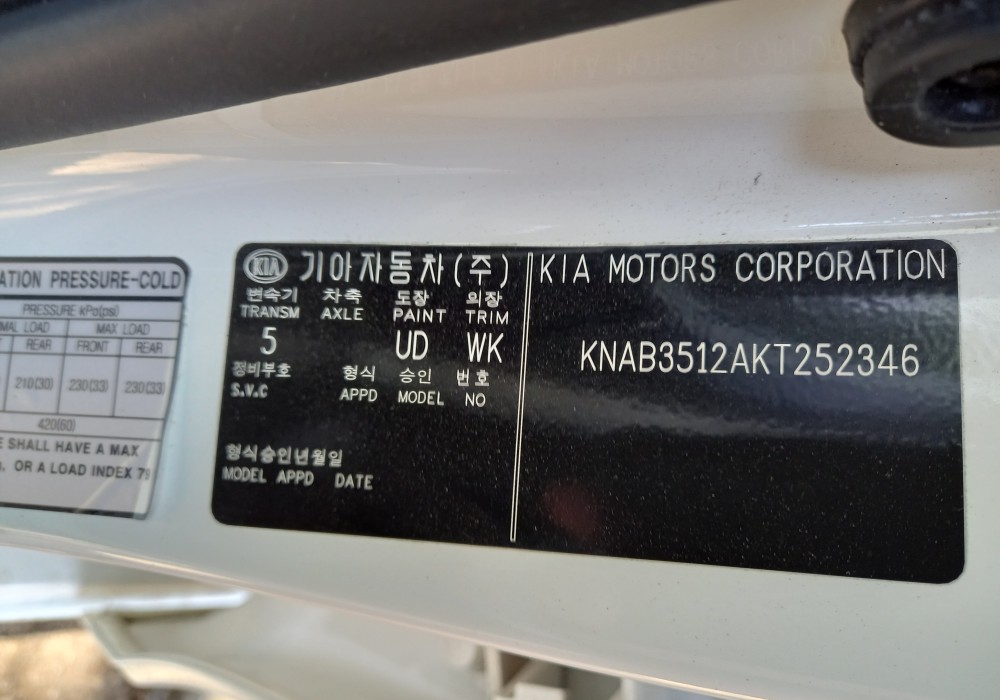 ATION PRESSURE-COLD
PRESSURE kPa(psi)
MAL LOAD MAX LOAD
REAR FRONT REAR
210(30) 230(33) 230(33)
420(60)
E SHALL HAVE A MAX
OR A LOAD INDEX 79
KIA 기아자동차(주)
변속기 차축 도장 의장
TRANSM AXLE PAINT TRIM
5 UD WK
정비부호 형식 승인 번호
S.V.C APPD MODEL NO
형식승인년월일
MODEL APPD DATE
KIA MOTORS CORPORATION
KNAB3512AKT252346